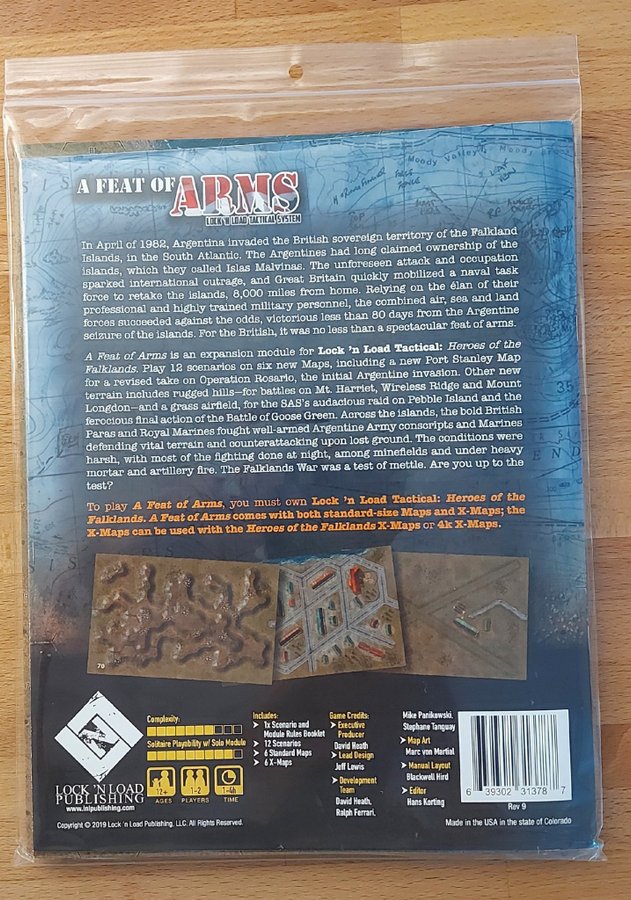 Moody Valley
A FEAT OF
ARMS
LOCK 'N LOAD TACTICAL SYSTEM
In April of 1982, Argentina invaded the British sovereign territory of the Falkland
Islands, in the South Atlantic. The Argentines had long claimed ownership of the
islands, which they called Islas Malvinas. The unforeseen attack and occupation
sparked international outrage, and Great Britain quickly mobilized a naval task
force to retake the islands, 8,000 miles from home. Relying on the élan of their
professional and highly trained military personnel, the combined air, sea and land
forces succeeded against the odds, victorious less than 80 days from the Argentine
seizure of the islands. For the British, it was no less than a spectacular feat of arms.
A Feat of Arms is an expansion module for Lock 'n Load Tactical: Heroes of the
Falklands. Play 12 scenarios on six new Maps, including a new Port Stanley Map
for a revised take on Operation Rosario, the initial Argentine invasion. Other new
terrain includes rugged hills—for battles on Mt. Harriet, Wireless Ridge and Mount
Longdon—and a grass airfield, for the SAS's audacious raid on Pebble Island and the
ferocious final action of the Battle of Goose Green. Across the islands, the bold British
Paras and Royal Marines fought well-armed Argentine Army conscripts and Marines
defending vital terrain and counterattacking upon lost ground. The conditions were
harsh, with most of the fighting done at night, among minefields and under heavy
mortar and artillery fire. The Falklands War was a test of mettle. Are you up to the
test?
To play A Feat of Arms, you must own Lock 'n Load Tactical: Heroes of the
Falklands. A Feat of Arms comes with both standard-size Maps and X-Maps; the
X-Maps can be used with the Heroes of the Falklands X-Maps or 4k X-Maps.
70
LOCK 'N LOAD
PUBLISHING
www.lnlpublishing.com
Complexity:
Solitaire Playability w/ Solo Module
12+
AGES
1-2
PLAYERS
1-4h
TIME
Includes:
1x Scenario and
Module Rules Booklet
12 Scenarios
6 Standard Maps
6 X-Maps
Game Credits:
Executive
Producer
David Heath
Lead Design
Jeff Lewis
Development
Team
David Heath,
Ralph Ferrari,
Mike Panikowski,
Stephane Tanguay
Map Art
Marc von Martial
Manual Layout
Blackwell Hird
Editor
Hans Korting
6 39302 31378 7
Rev 9
Copyright © 2019 Lock 'n Load Publishing, LLC. All Rights Reserved.
Made in the USA in the state of Colorado